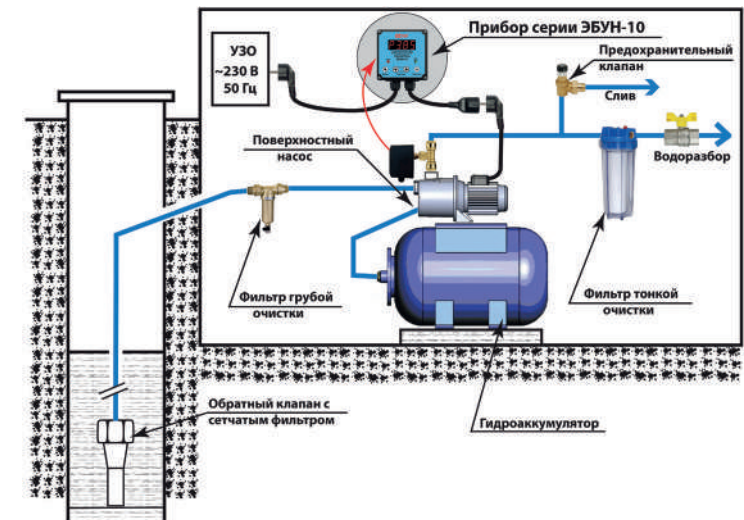 Прибор серии ЭБУН-10
УЗО
~230 В
50 Гц
Предохранительный
клапан
Слив
Поверхностный
насос
Водоразбор
Фильтр грубой
очистки
Фильтр тонкой
очистки
Обратный клапан с
сетчатым фильтром
Гидроаккумулятор